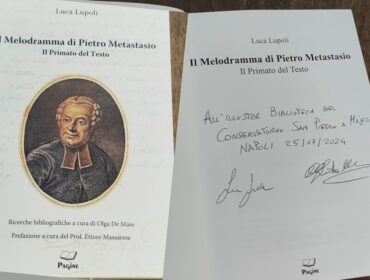 Luca Lupoli
Il Melodramma di Pietro Metastasio
Il Primato del Testo
Ricerche bibliografiche a cura di Olga De Maio
Prefazione a cura del Prof. Ettore Massarese
PAGINE
Luca Lupoli
Il Melodramma di Pietro Metastasio
Il Primato del Testo
ALL'ILLUSTRE BIBLIOTECA DEL
CONSERVATORIO SAN PIETRO A
NAPOLI 25/07/2024
PAGINE